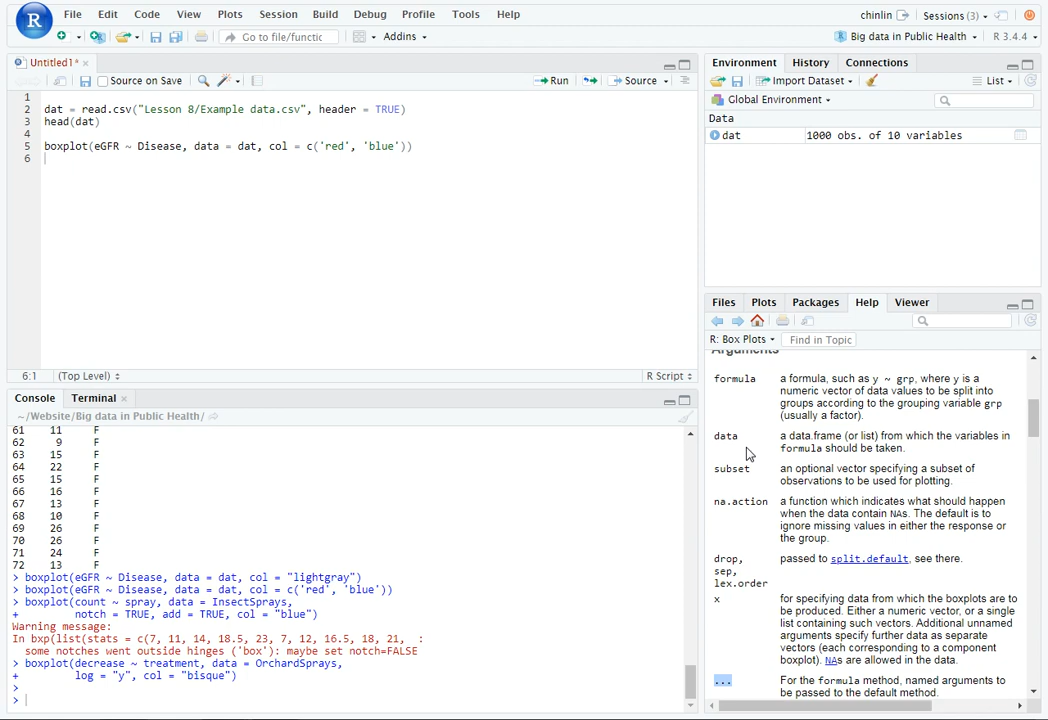 File Edit Code View Plots Session Build Debug Profile Tools Help
chinlin Sessions (3)
Go to file/functic Addins
Big data in Public Health R 3.4.4
Untitled1*
Source on Save Run Source
1
2 dat = read.csv("Lesson 8/Example data.csv", header = TRUE)
3 head(dat)
4
5 boxplot(eGFR ~ Disease, data = dat, col = c('red', 'blue'))
6
6:1 (Top Level) R Script
Console Terminal
~/Website/Big data in Public Health/
61 11 F
62 9 F
63 15 F
64 22 F
65 15 F
66 16 F
67 13 F
68 10 F
69 26 F
70 26 F
71 24 F
72 13 F
> boxplot(eGFR ~ Disease, data = dat, col = "lightgray")
> boxplot(eGFR ~ Disease, data = dat, col = c('red', 'blue'))
> boxplot(count ~ spray, data = InsectSprays,
+ notch = TRUE, add = TRUE, col = "blue")
Warning message:
In bxp(list(stats = c(7, 11, 14, 18.5, 23, 7, 12, 16.5, 18, 21, :
some notches went outside hinges ('box'): maybe set notch=FALSE
> boxplot(decrease ~ treatment, data = OrchardSprays,
+ log = "y", col = "bisque")
>
>
Environment History Connections
Import Dataset List
Global Environment
Data
dat 1000 obs. of 10 variables
Files Plots Packages Help Viewer
R: Box Plots Find in Topic
Arguments
formula a formula, such as y ~ grp, where y is a
numeric vector of data values to be split into
groups according to the grouping variable grp
(usually a factor).
data a data.frame (or list) from which the variables in
formula should be taken.
subset an optional vector specifying a subset of
observations to be used for plotting.
na.action a function which indicates what should happen
when the data contain NAs. The default is to
ignore missing values in either the response or
the group.
drop, passed to split.default, see there.
sep,
lex.order
x for specifying data from which the boxplots are to
be produced. Either a numeric vector, or a single
list containing such vectors. Additional unnamed
arguments specify further data as separate
vectors (each corresponding to a component
boxplot). NAs are allowed in the data.
... For the formula method, named arguments to
be passed to the default method.